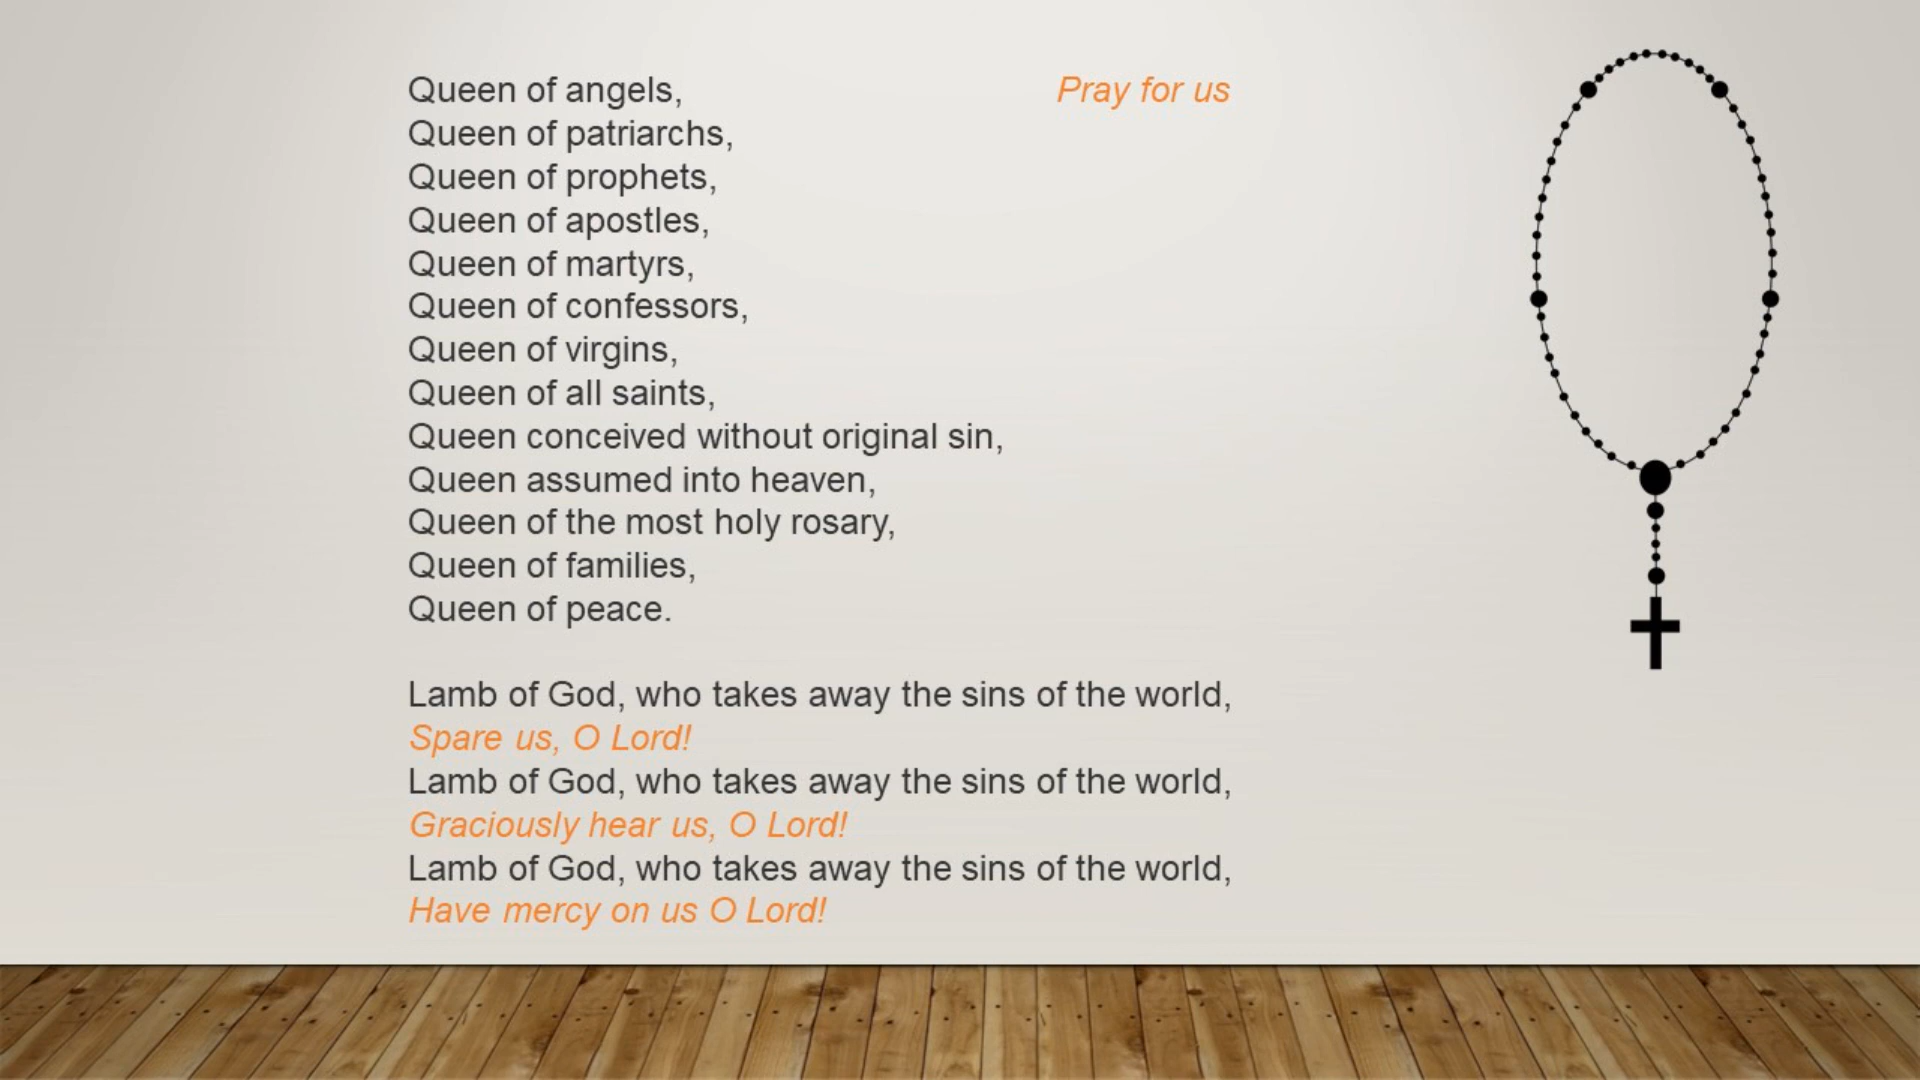 Queen of angels, Pray for us
Queen of patriarchs,
Queen of prophets,
Queen of apostles,
Queen of martyrs,
Queen of confessors,
Queen of virgins,
Queen of all saints,
Queen conceived without original sin,
Queen assumed into heaven,
Queen of the most holy rosary,
Queen of families,
Queen of peace.
Lamb of God, who takes away the sins of the world,
Spare us, O Lord!
Lamb of God, who takes away the sins of the world,
Graciously hear us, O Lord!
Lamb of God, who takes away the sins of the world,
Have mercy on us O Lord!